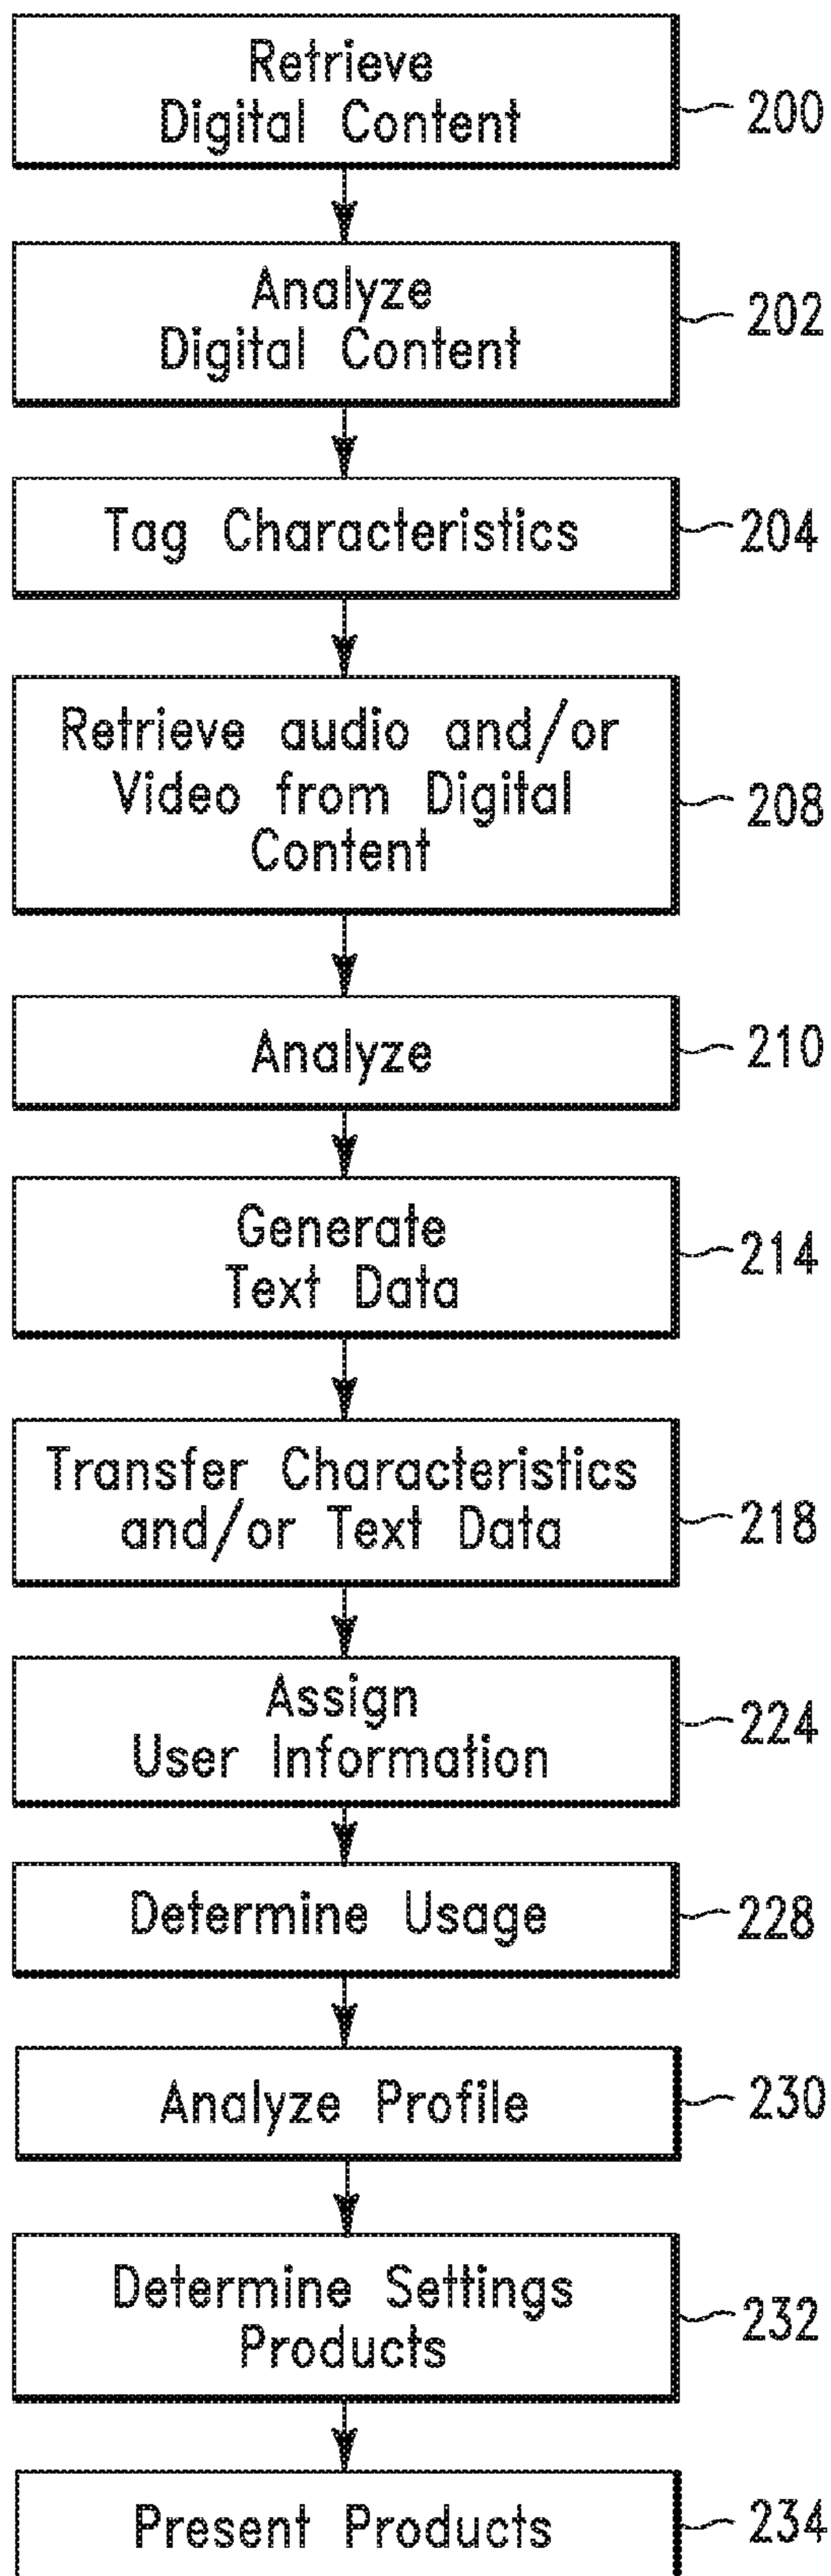 Retrieve
Digital Content
200
Analyze
Digital Content
202
Tag Characteristics
204
Retrieve audio and/or
Video from Digital
Content
208
Analyze
210
Generate
Text Data
214
Transfer Characteristics
and/or Text Data
218
Assign
User Information
224
Determine Usage
228
Analyze Profile
230
Determine Settings
Products
232
Present Products
234